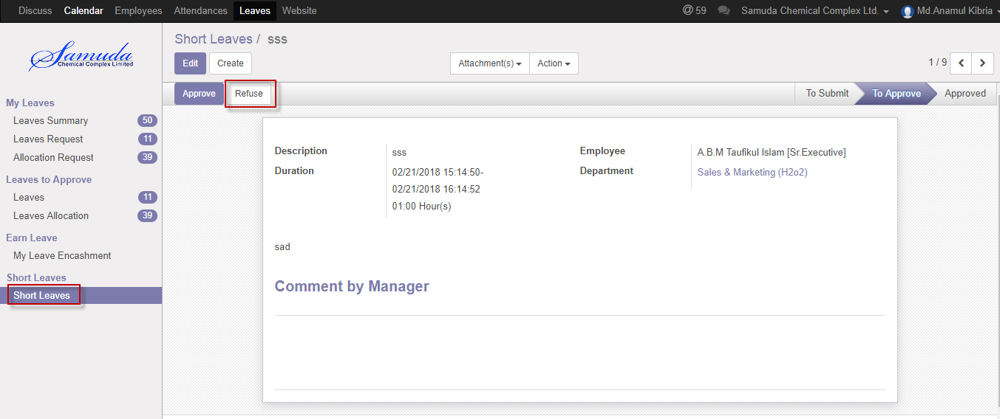 Discuss Calendar Employees Attendances Leaves Website @ 59 Samuda Chemical Complex Ltd. Md.Anamul Kibria
Samuda
Chemical Complex Limited
Short Leaves / sss
Edit Create Attachment(s) Action 1 / 9
Approve Refuse To Submit To Approve Approved
My Leaves
Leaves Summary 50
Leaves Request 11
Allocation Request 39
Leaves to Approve
Leaves 11
Leaves Allocation 39
Earn Leave
My Leave Encashment
Short Leaves
Short Leaves
Description sss Employee A.B.M Taufikul Islam [Sr.Executive]
Duration 02/21/2018 15:14:50- Department Sales & Marketing (H2o2)
02/21/2018 16:14:52
01:00 Hour(s)
sad
Comment by Manager